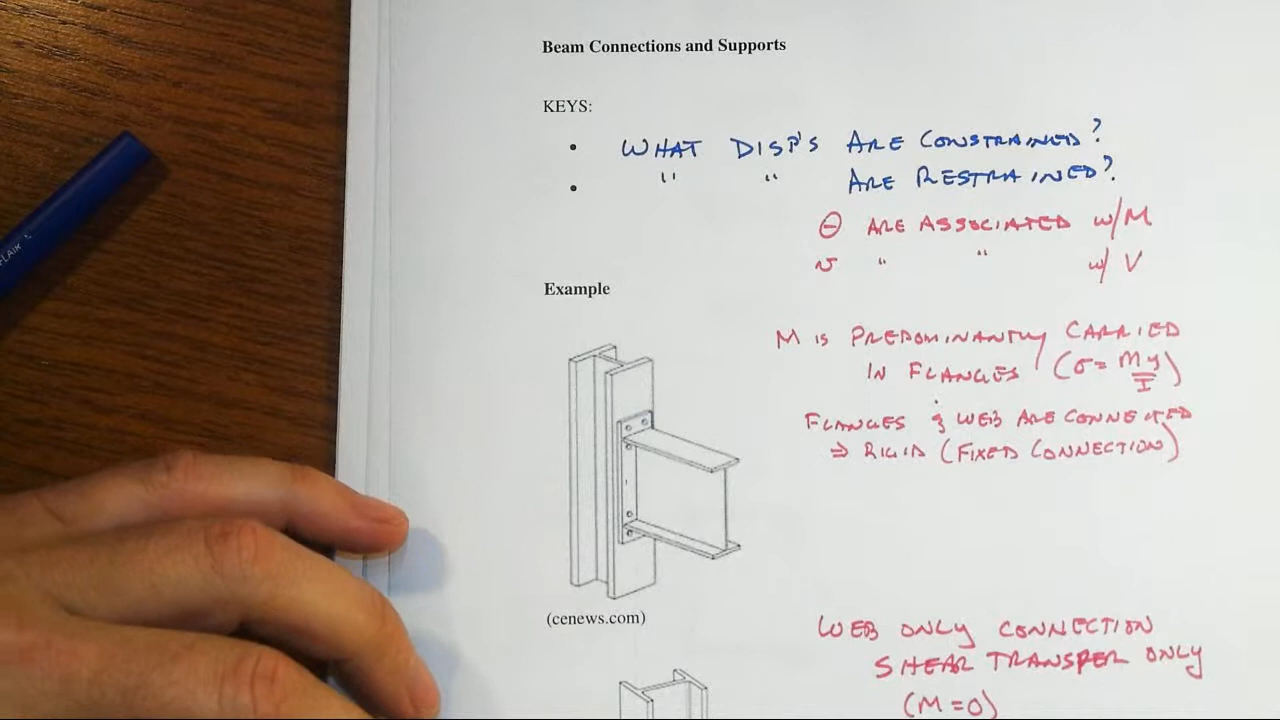 Beam Connections and Supports
KEYS:
• WHAT DISP'S ARE CONSTRAINED?
• " " ARE RESTRAINED?
θ ARE ASSOCIATED w/M
v " " w/ V
Example
M IS PREDOMINANTLY CARRIED
IN FLANGES (σ = My/I)
FLANGES & WEB ARE CONNECTED
⇒ RIGID (FIXED CONNECTION)
(cenews.com)
WEB ONLY CONNECTION
SHEAR TRANSFER ONLY
(M=0)
FLAIR